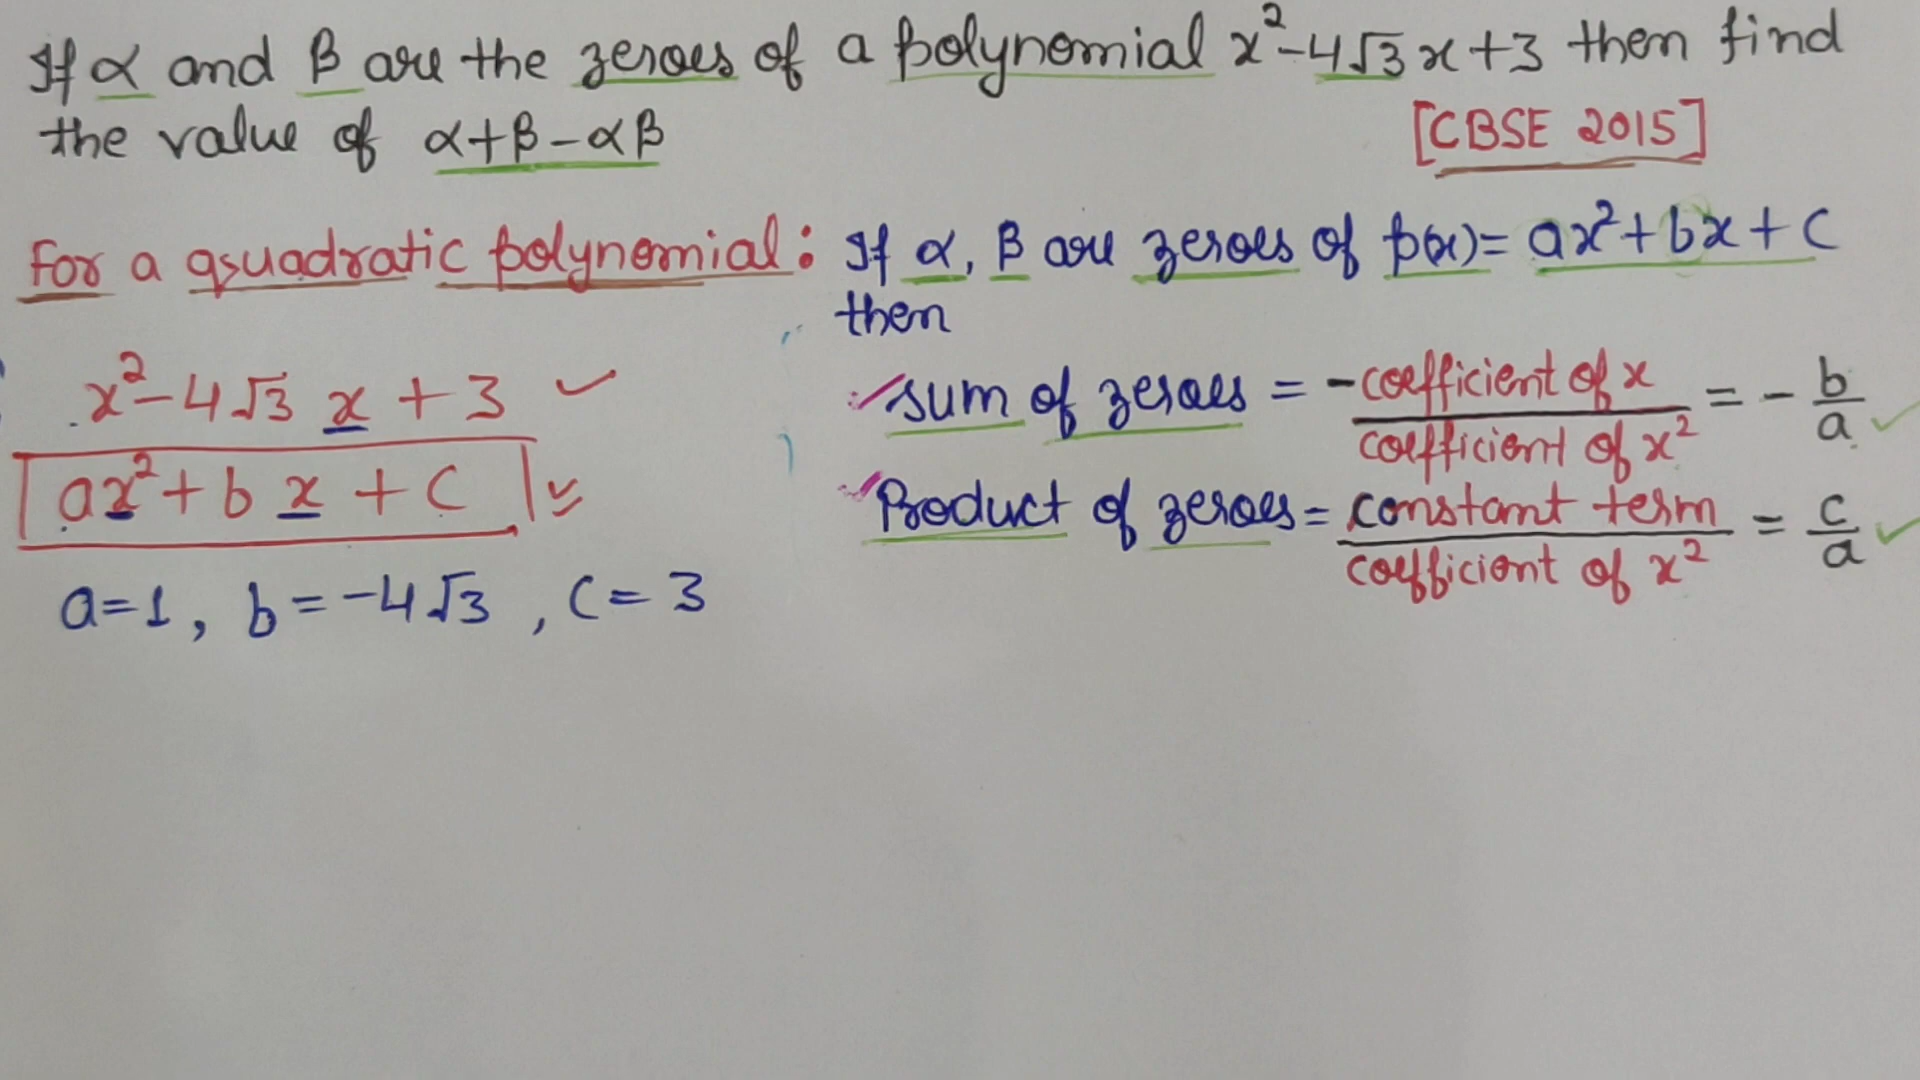 If α and β are the zeroes of a polynomial x²-4√3x+3 then find
the value of α+β-αβ
[CBSE 2015]
For a quadratic polynomial: If α, β are zeroes of p(x)= ax²+bx+c
then
x²-4√3 x + 3
ax²+ b x + c
a=1, b=-4√3, c= 3
sum of zeroes = -coefficient of x / coefficient of x² = - b/a
Product of zeroes = constant term / coefficient of x² = c/a